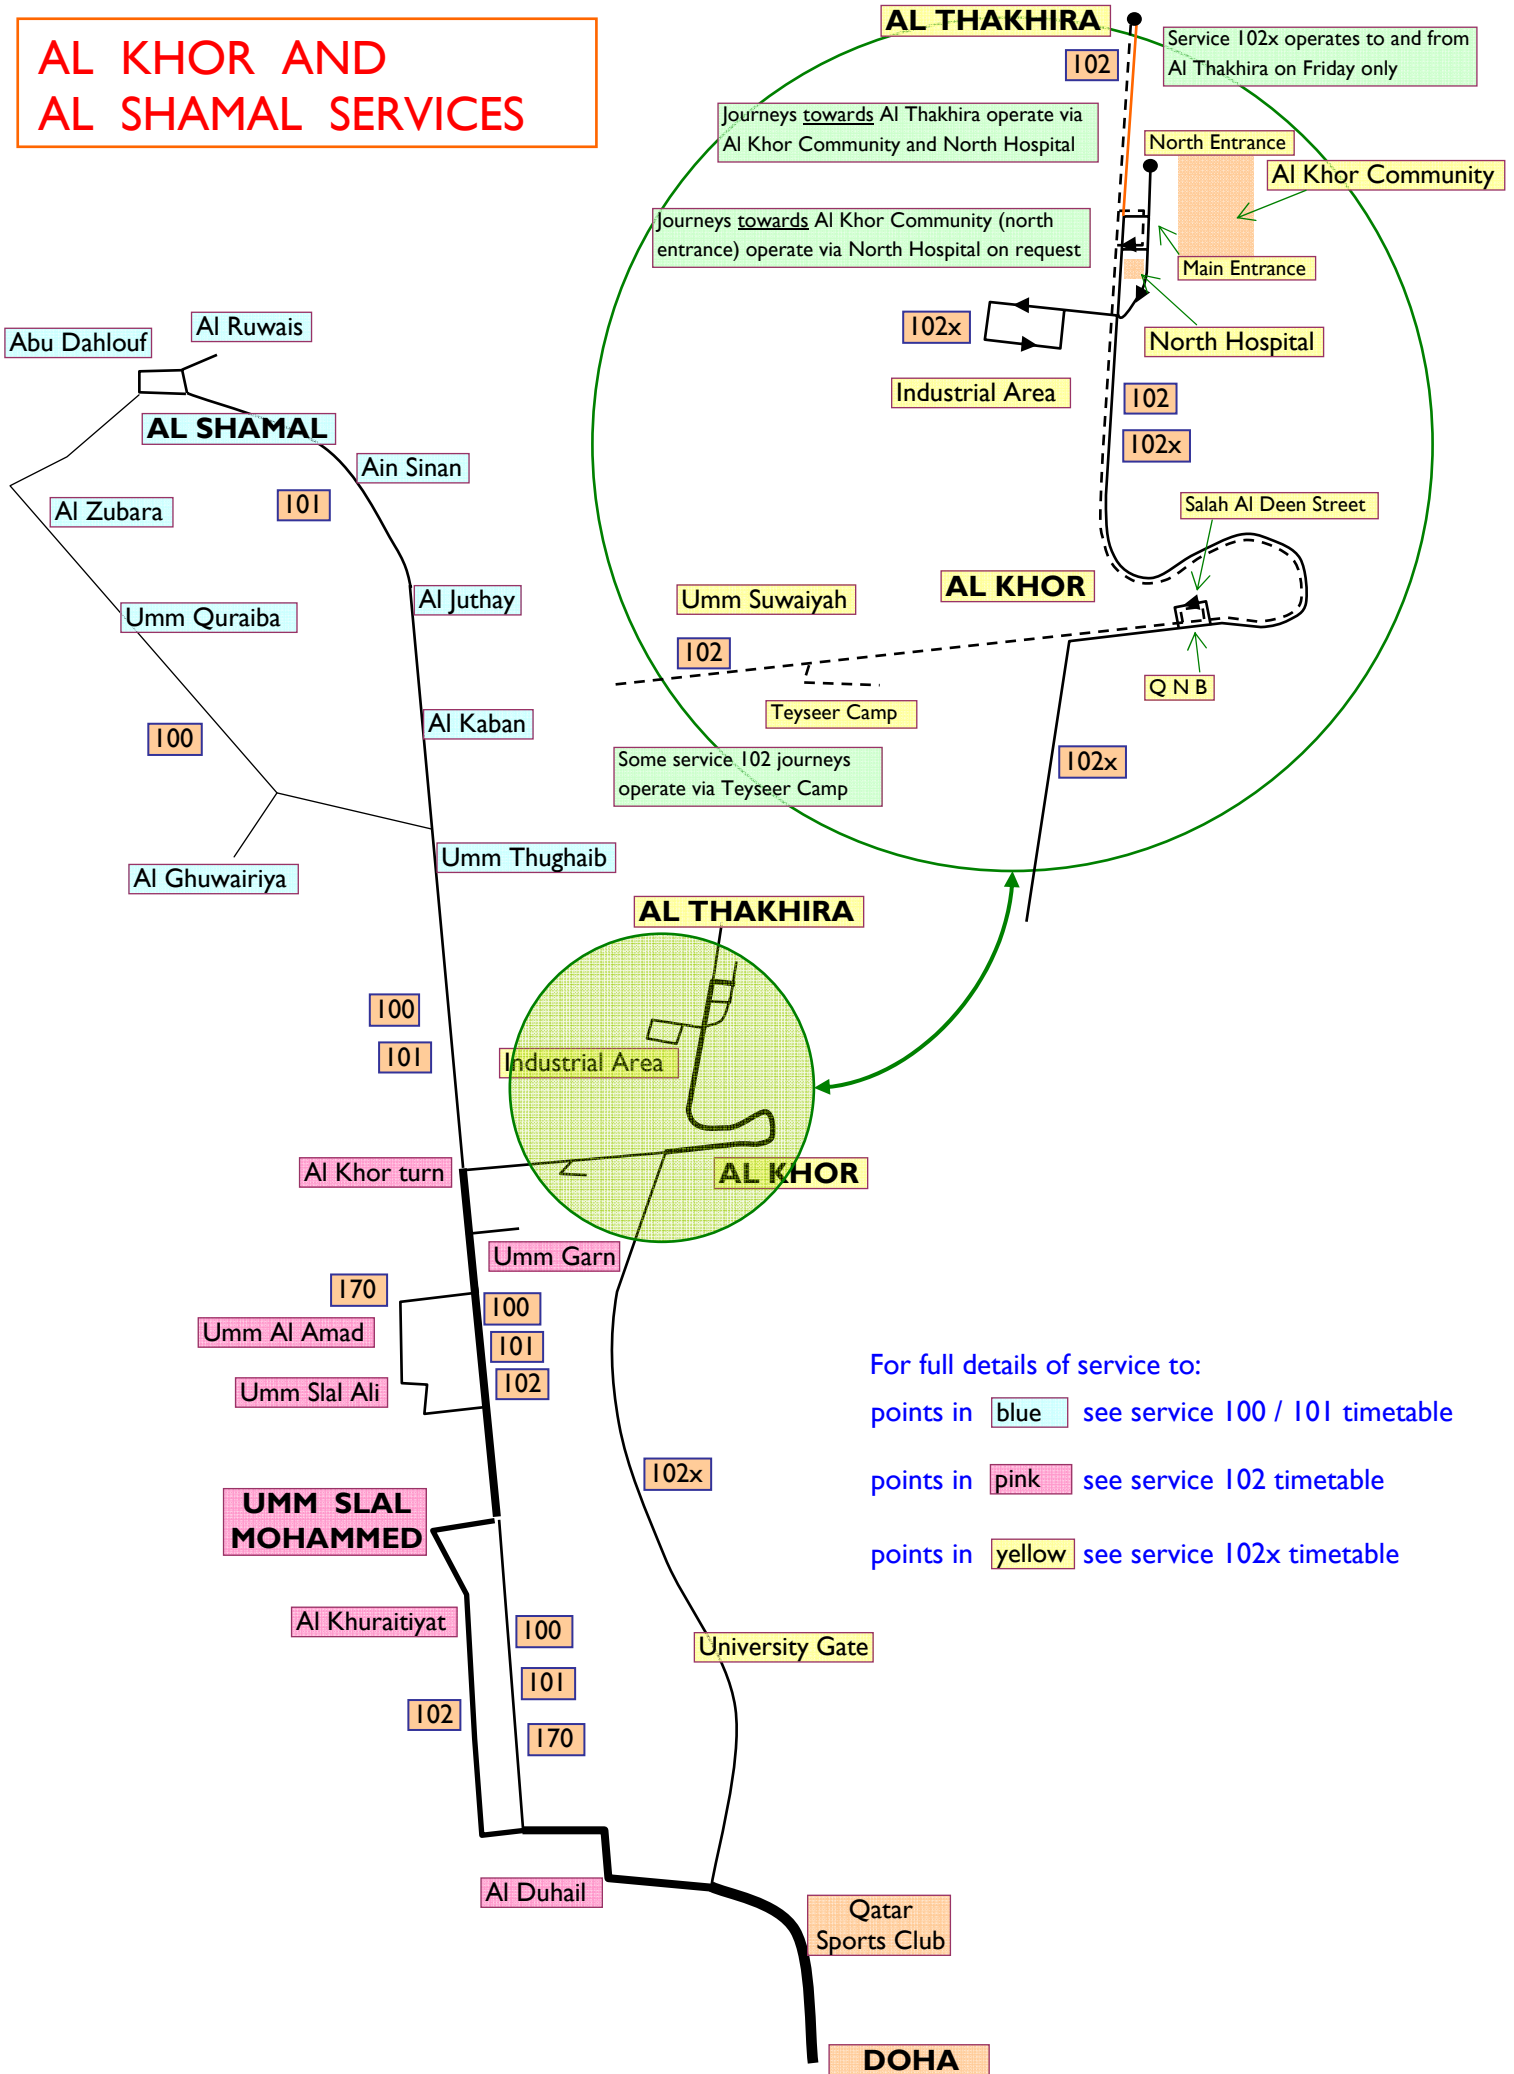 AL KHOR AND
AL SHAMAL SERVICES
AL THAKHIRA
102
Service 102x operates to and from
Al Thakhira on Friday only
Journeys towards Al Thakhira operate via
Al Khor Community and North Hospital
North Entrance
Al Khor Community
Journeys towards Al Khor Community (north
entrance) operate via North Hospital on request
Main Entrance
102x
North Hospital
Industrial Area
102
102x
Salah Al Deen Street
AL KHOR
Umm Suwaiyah
102
Q N B
Teyseer Camp
Some service 102 journeys
operate via Teyseer Camp
102x
Al Ruwais
Abu Dahlouf
AL SHAMAL
Ain Sinan
101
Al Zubara
Al Juthay
Umm Quraiba
Al Kaban
100
Umm Thughaib
Al Ghuwairiya
AL THAKHIRA
100
101
Industrial Area
Al Khor turn
AL KHOR
Umm Garn
170
100
Umm Al Amad
101
102
Umm Slal Ali
For full details of service to:
points in blue see service 100 / 101 timetable
points in pink see service 102 timetable
points in yellow see service 102x timetable
102x
UMM SLAL
MOHAMMED
Al Khuraitiyat
100
University Gate
101
102
170
Al Duhail
Qatar
Sports Club
DOHA